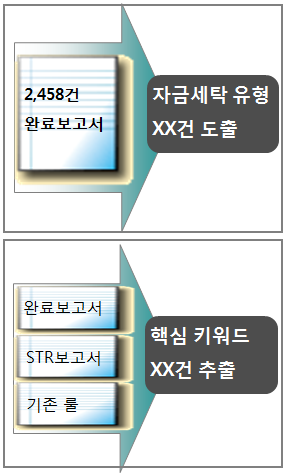 2,458건
완료보고서
자금세탁 유형
XX건 도출
완료보고서
STR보고서
기존 룰
핵심 키워드
XX건 추출